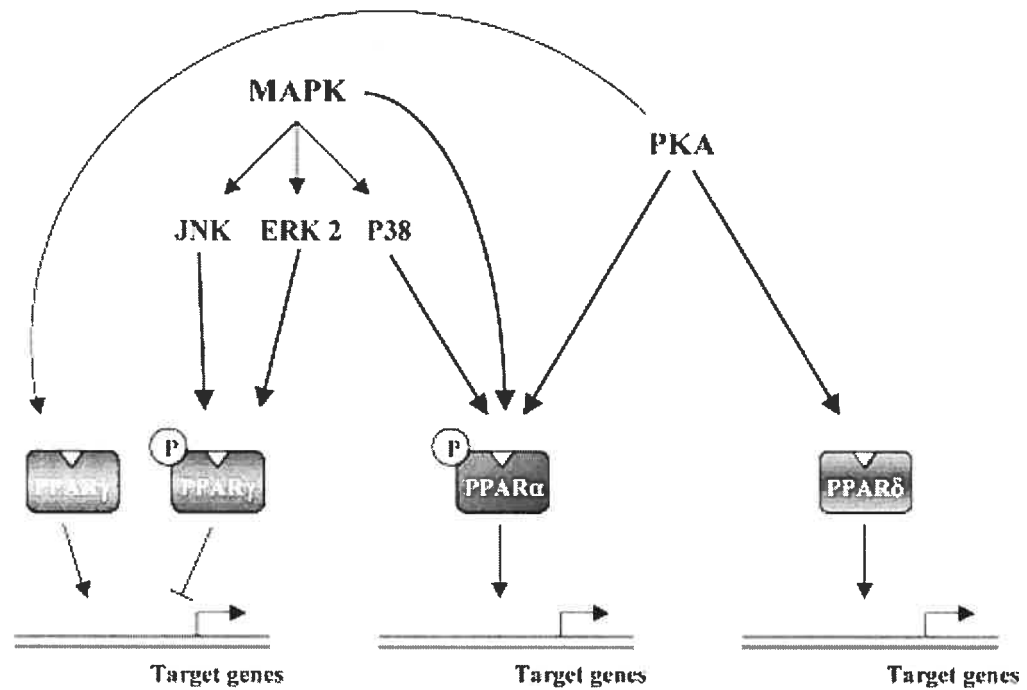 MAPK
PKA
JNK ERK 2 P38
P P
PPARγ PPARγ PPARα PPARδ
Target genes Target genes Target genes